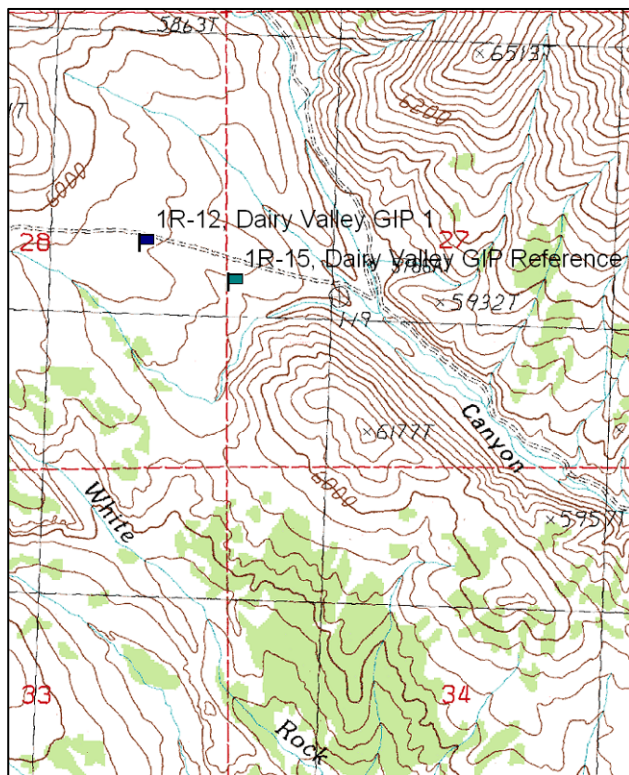 5863T
×6513T
6200
6000
1R-12, Dairy Valley GIP 1
28
27
1R-15, Dairy Valley GIP Reference
×5932T
119
Canyon
×6177T
6000
White
×5957T
33
34
Rock